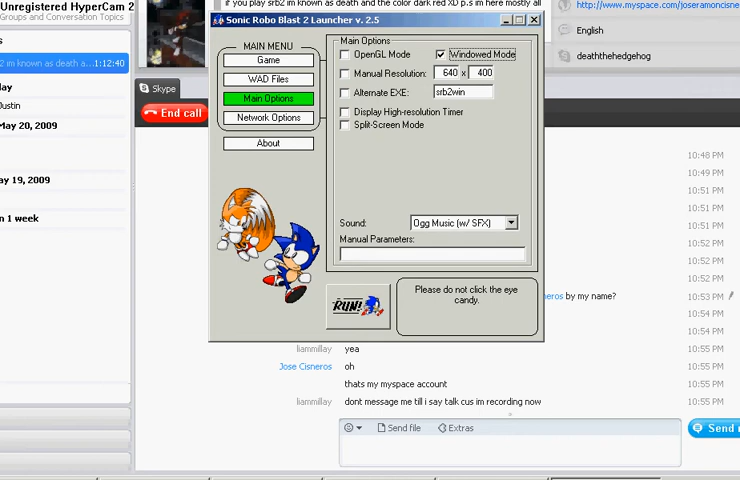 Unregistered HyperCam 2
Groups and Conversation Topics
if you play srb2 im known as death and the color dark red XD p.s im here mostly all
http://www.myspace.com/joseramoncisne
English
deaththehedgehog
s
b2 im known as death a...1:12:40
day
Justin
May 20, 2009
May 19, 2009
n 1 week
Skype
End call
Sonic Robo Blast 2 Launcher v. 2.5
MAIN MENU
Game
WAD Files
Main Options
Network Options
About
Main Options
OpenGL Mode
Windowed Mode
Manual Resolution:
640 x 400
Alternate EXE:
srb2win
Display High-resolution Timer
Split-Screen Mode
Sound:
Ogg Music (w/ SFX)
Manual Parameters:
RUN!
Please do not click the eye
candy.
10:48 PM
10:49 PM
10:51 PM
10:51 PM
10:51 PM
10:52 PM
10:52 PM
10:52 PM
neros by my name?
10:53 PM
10:54 PM
10:54 PM
liammillay
yea
10:55 PM
Jose Cisneros
oh
10:55 PM
thats my myspace account
10:55 PM
liammillay
dont message me till i say talk cus im recording now
10:55 PM
Send file
Extras
Send m